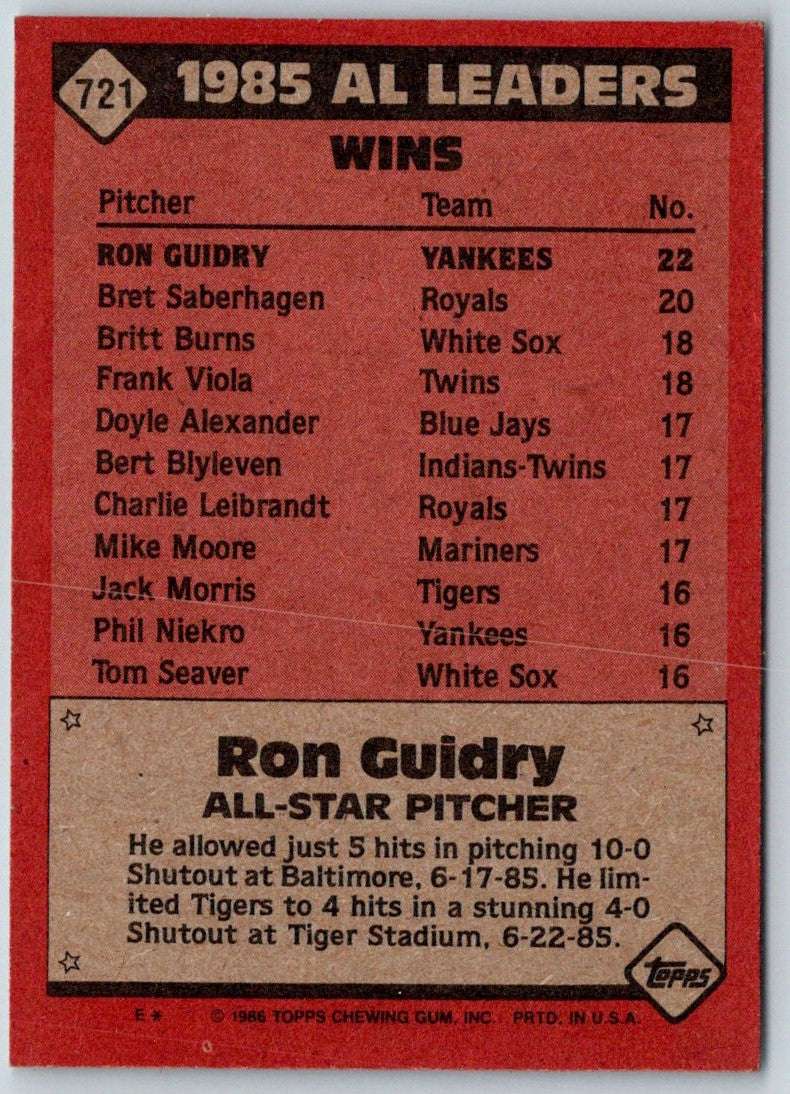 721
1985 AL LEADERS
WINS
Pitcher Team No.
RON GUIDRY YANKEES 22
Bret Saberhagen Royals 20
Britt Burns White Sox 18
Frank Viola Twins 18
Doyle Alexander Blue Jays 17
Bert Blyleven Indians-Twins 17
Charlie Leibrandt Royals 17
Mike Moore Mariners 17
Jack Morris Tigers 16
Phil Niekro Yankees 16
Tom Seaver White Sox 16
Ron Guidry
ALL-STAR PITCHER
He allowed just 5 hits in pitching 10-0
Shutout at Baltimore, 6-17-85. He lim-
ited Tigers to 4 hits in a stunning 4-0
Shutout at Tiger Stadium, 6-22-85.
topps
E * © 1986 TOPPS CHEWING GUM, INC. PRTD. IN U.S.A.